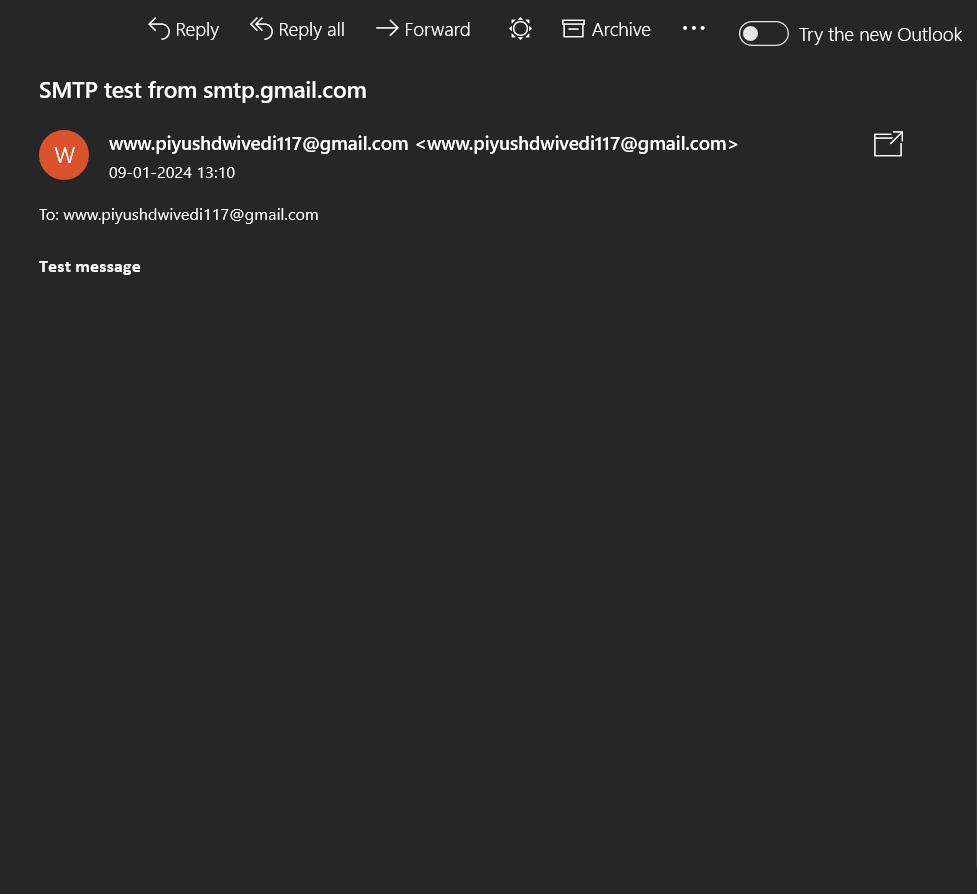 Reply Reply all Forward Archive Try the new Outlook
SMTP test from smtp.gmail.com
W
www.piyushdwivedi117@gmail.com <www.piyushdwivedi117@gmail.com>
09-01-2024 13:10
To: www.piyushdwivedi117@gmail.com
Test message